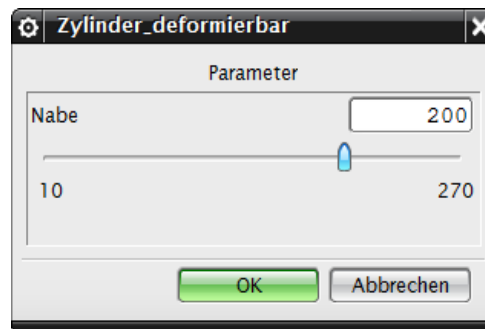 Zylinder_deformierbar
Parameter
Nabe 200
10 270
OK Abbrechen